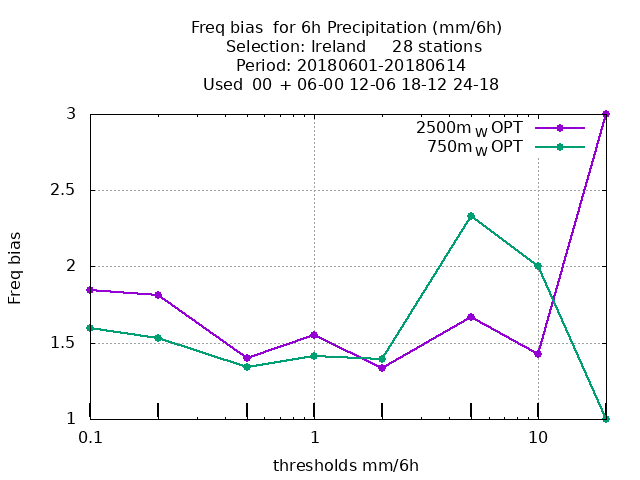 Freq bias  for 6h Precipitation (mm/6h)
Selection: Ireland     28 stations
Period: 20180601-20180614
Used  00  + 06-00 12-06 18-12 24-18
2500m W OPT
750m W OPT
3
2.5
2
1.5
1
Freq bias
0.1
1
10
thresholds mm/6h